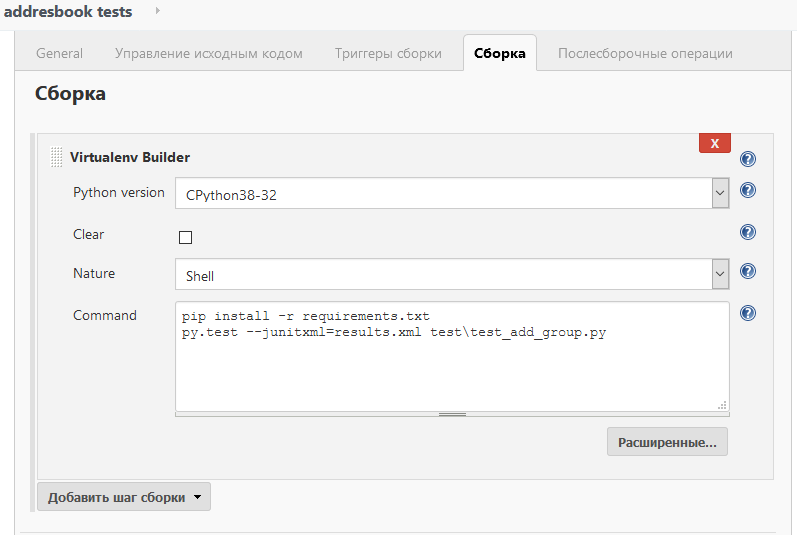 addresbook tests
General Управление исходным кодом Триггеры сборки Сборка Послесборочные операции
Сборка
Virtualenv Builder
X
Python version CPython38-32
Clear
Nature Shell
Command
pip install -r requirements.txt
py.test --junitxml=results.xml test\test_add_group.py
Расширенные...
Добавить шаг сборки